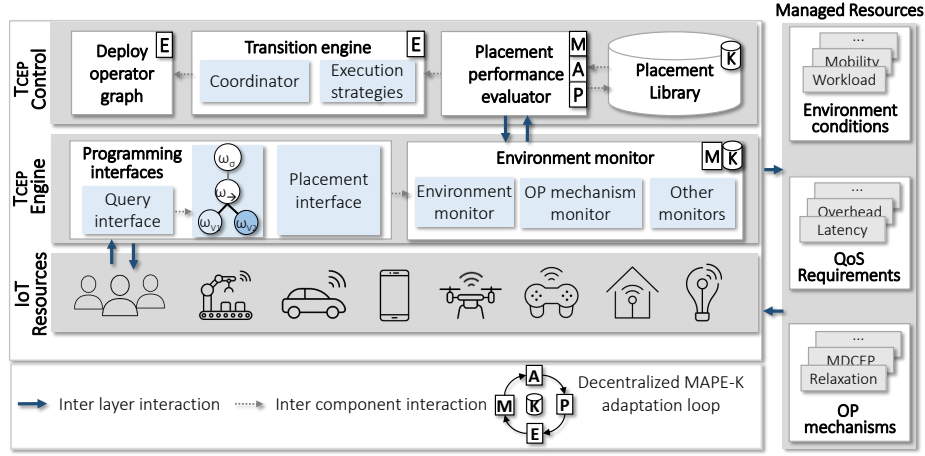 Managed Resources
TCEP
Control
Deploy
operator
graph
E
Transition engine
E
Coordinator
Execution
strategies
Placement
performance
evaluator
M
A
P
Placement
Library
K
...
Mobility
Workload
Environment
conditions
TCEP
Engine
Programming
interfaces
Query
interface
ωσ
ω→
ωV1
ωV2
Placement
interface
Environment monitor
M
K
Environment
monitor
OP mechanism
monitor
Other
monitors
...
Overhead
Latency
QoS
Requirements
IoT
Resources
...
MDCEP
Relaxation
OP
mechanisms
Inter layer interaction
Inter component interaction
A
M
K
P
E
Decentralized MAPE-K
adaptation loop